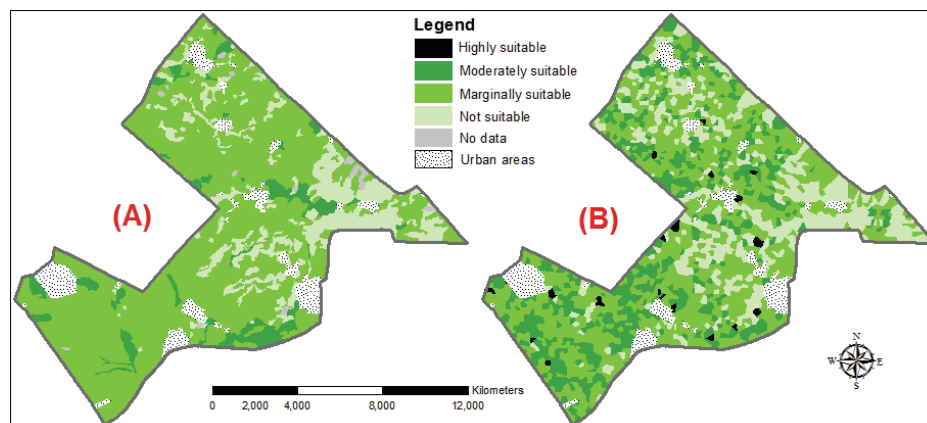 Legend
Highly suitable
Moderately suitable
Marginally suitable
Not suitable
No data
Urban areas
(A)
(B)
Kilometers
0 2,000 4,000 8,000 12,000
N
W E
S